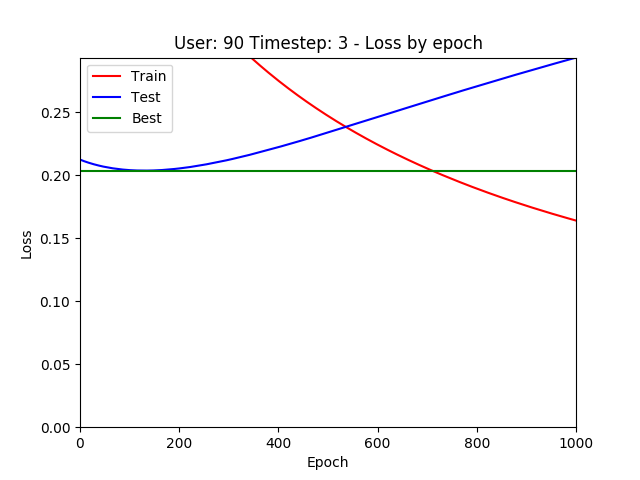 User: 90 Timestep: 3 - Loss by epoch
Train
Test
Best
0.25
0.20
0.15
0.10
0.05
0.00
Loss
0 200 400 600 800 1000
Epoch